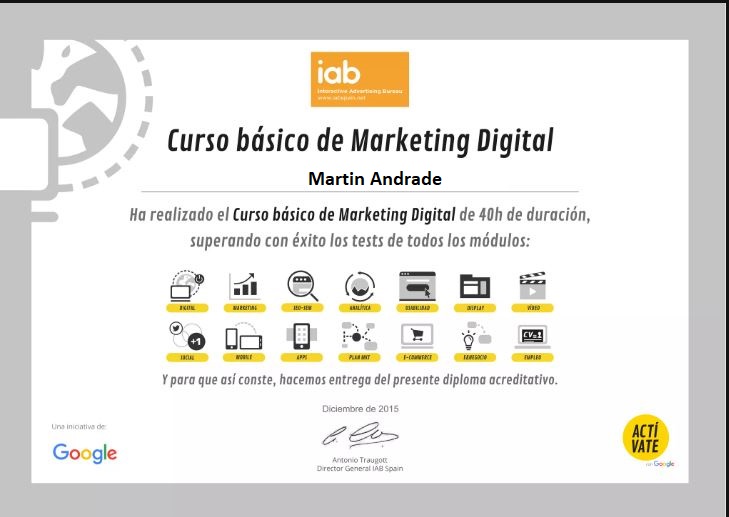 iab
Interactive Advertising Bureau
www.iabspain.net
Curso básico de Marketing Digital
Martin Andrade
Ha realizado el Curso básico de Marketing Digital de 40h de duración,
superando con éxito los tests de todos los módulos:
DIGITAL MARKETING SEO-SEM ANALÍTICA USABILIDAD DISPLAY VÍDEO
+1 CV=1
SOCIAL MOBILE APPS PLAN MKT E-COMMERCE EANEGOCIO EMPLEO
Y para que así conste, hacemos entrega del presente diploma acreditativo.
Diciembre de 2015
Una iniciativa de:
Google
Antonio Traugott
Director General IAB Spain
ACTÍ
VATE
con Google